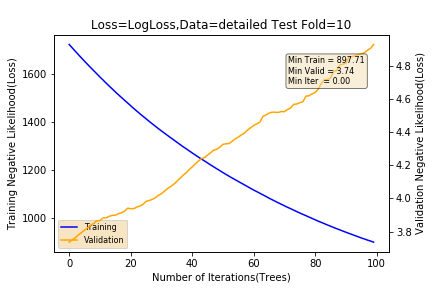 Loss=LogLoss,Data=detailed Test Fold=10
Training Negative Likelihood(Loss)
1600
1400
1200
1000
Min Train = 897.71
Min Valid = 3.74
Min Iter = 0.00
Training
Validation
4.8
4.6
4.4
4.2
4.0
3.8
Validation Negative Likelihood(Loss)
0
20
40
60
80
100
Number of Iterations(Trees)